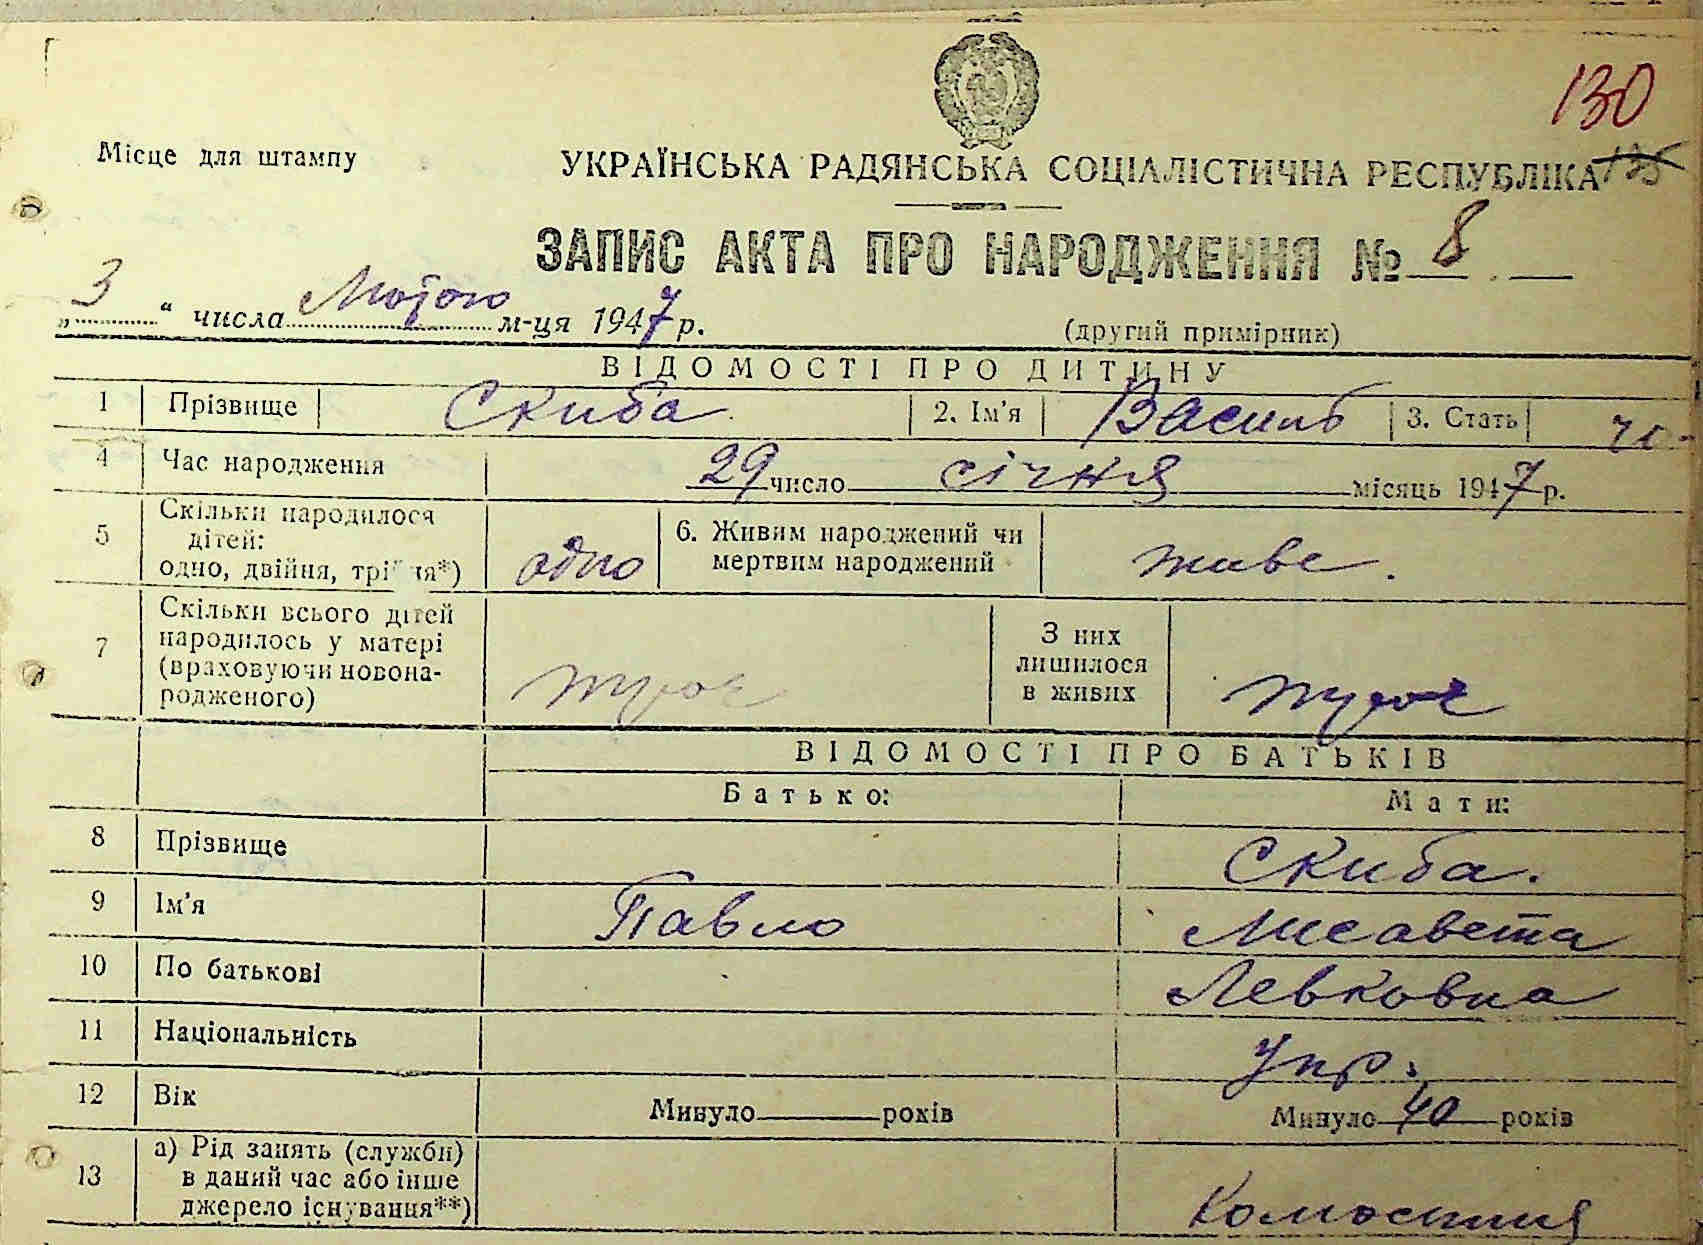 130
Місце для штампу
УКРАЇНСЬКА РАДЯНСЬКА СОЦІАЛІСТИЧНА РЕСПУБЛІКА 135
ЗАПИС АКТА ПРО НАРОДЖЕННЯ № 8
„3“ числа Лютого м-ця 1947 р.
(другий примірник)
ВІДОМОСТІ ПРО ДИТИНУ
1 Прізвище Скиба. 2. Ім'я Василь 3. Стать чо-
4 Час народження 29 число січня місяць 1947 р.
5 Скільки народилося дітей: одно, двійня, трійня*) одно 6. Живим народжений чи мертвим народжений живе.
7 Скільки всього дітей народилось у матері (враховуючи новонародженого) троє З них лишилося в живих троє
ВІДОМОСТІ ПРО БАТЬКІВ
Батько: Мати:
8 Прізвище Скиба.
9 Ім'я Павло Лисавета
10 По батькові Левковна
11 Національність Укр.
12 Вік Минуло років Минуло 40 років
13 а) Рід занять (служби) в даний час або інше джерело існування**)